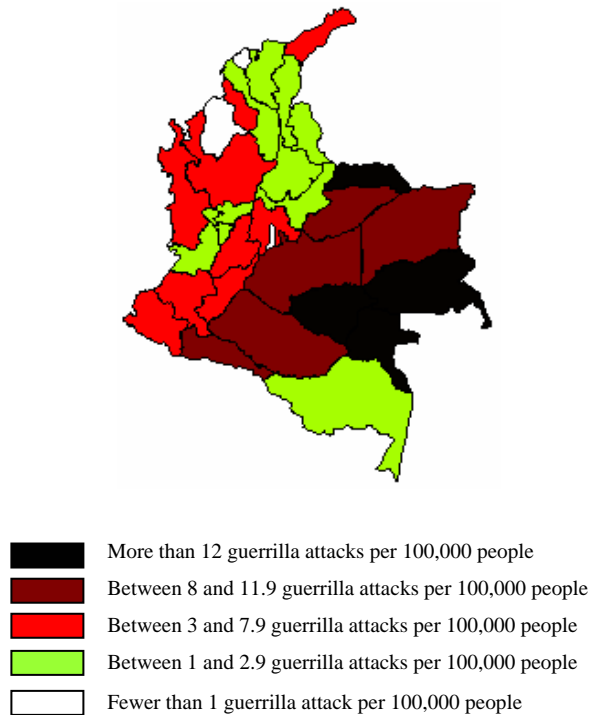 More than 12 guerrilla attacks per 100,000 people
Between 8 and 11.9 guerrilla attacks per 100,000 people
Between 3 and 7.9 guerrilla attacks per 100,000 people
Between 1 and 2.9 guerrilla attacks per 100,000 people
Fewer than 1 guerrilla attack per 100,000 people